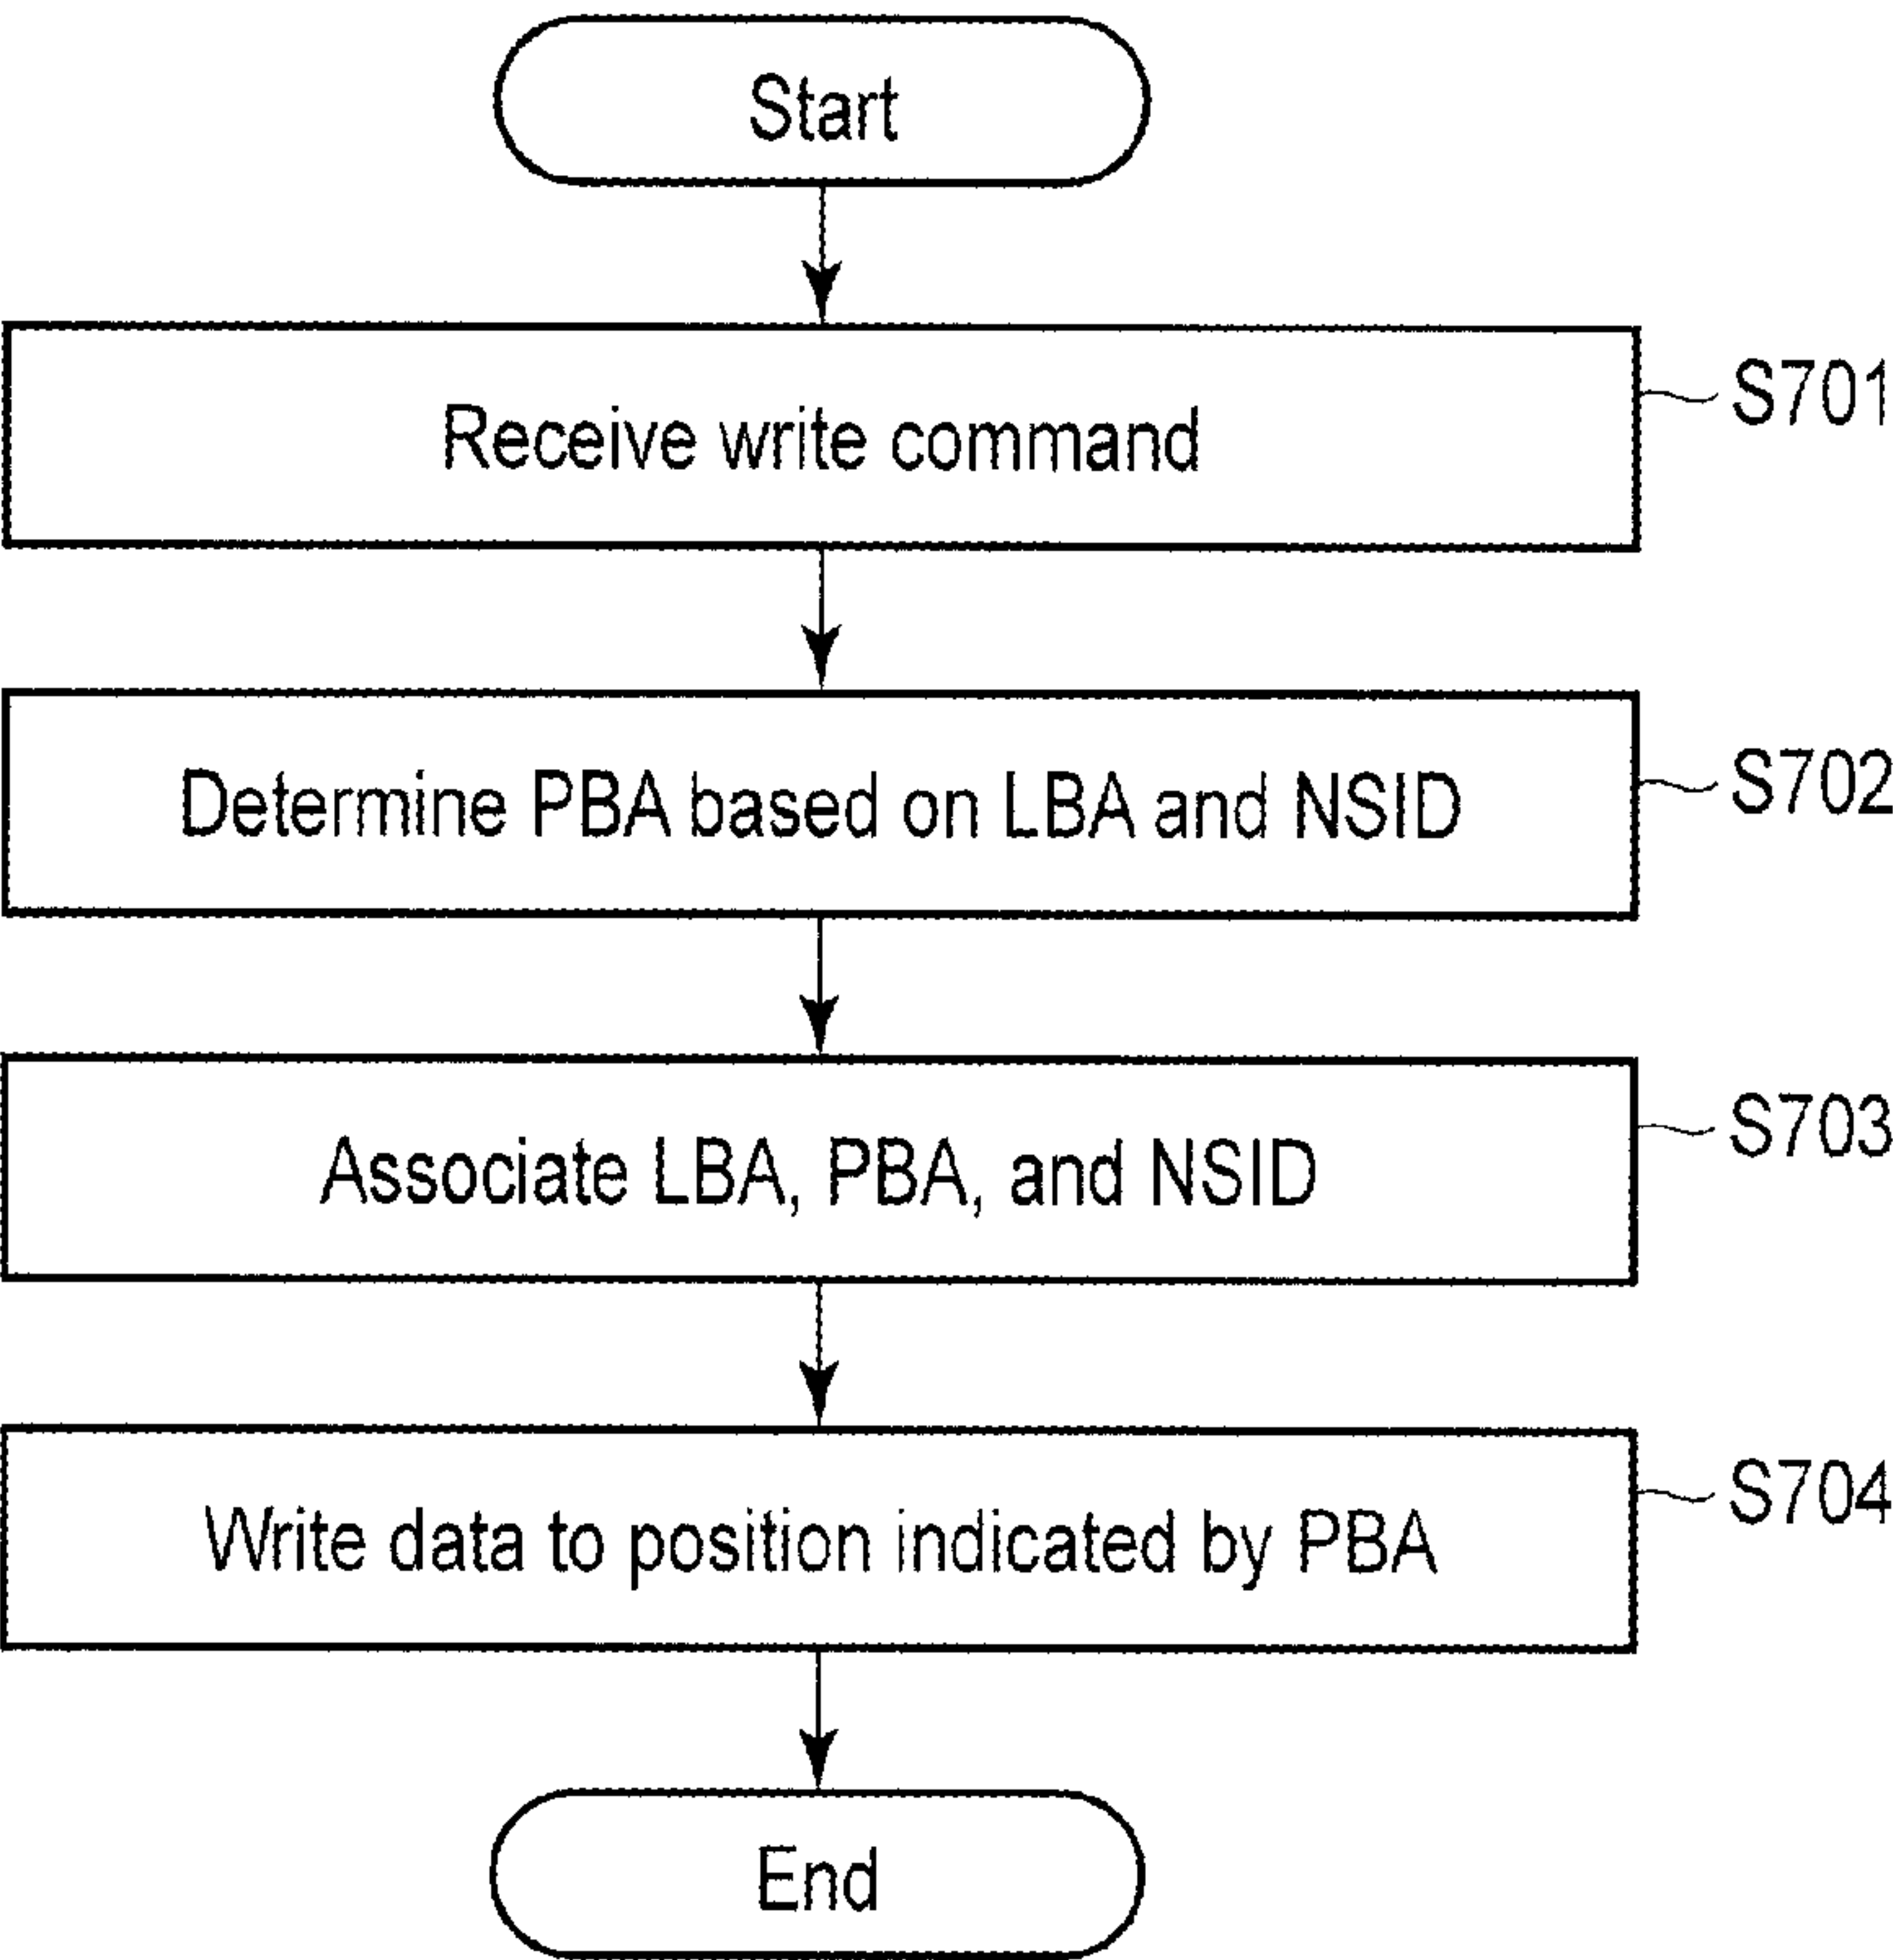 Start
Receive write command
S701
Determine PBA based on LBA and NSID
S702
Associate LBA, PBA, and NSID
S703
Write data to position indicated by PBA
S704
End